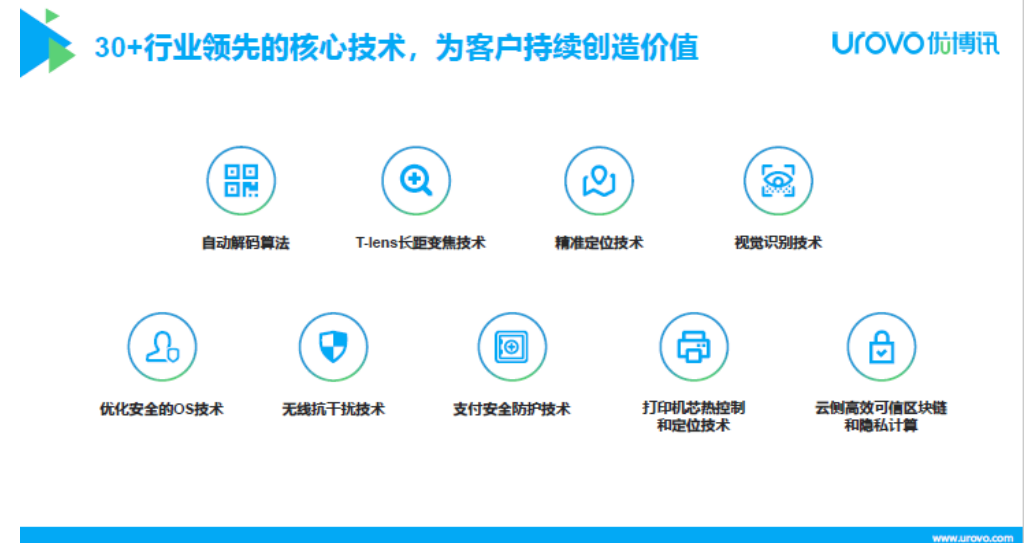 30+行业领先的核心技术，为客户持续创造价值
urovo优博讯
自动解码算法
T-lens长距变焦技术
精准定位技术
视觉识别技术
优化安全的OS技术
无线抗干扰技术
支付安全防护技术
打印机芯热控制
和定位技术
云侧高效可信区块链
和隐私计算
www.urovo.com